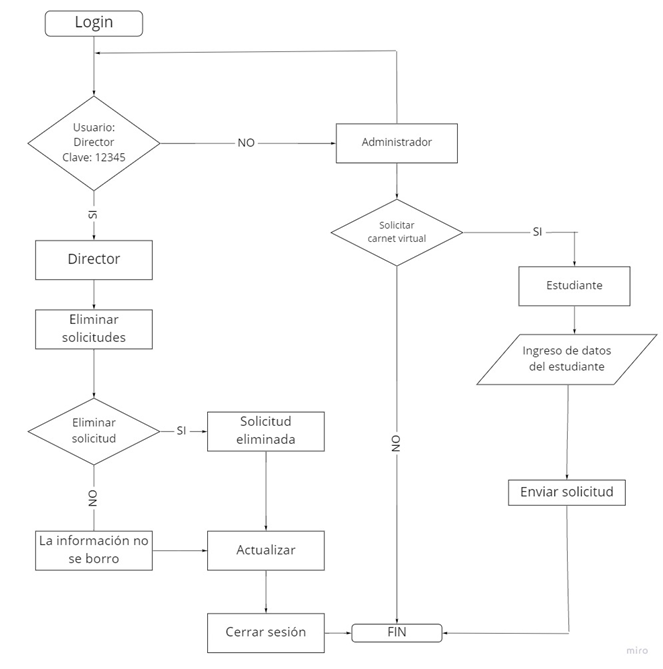 Login
Usuario:
Director
Clave: 12345
NO
Administrador
SI
Solicitar
carnet virtual
SI
Director
Estudiante
Eliminar
solicitudes
Ingreso de datos
del estudiante
Eliminar
solicitud
SI
Solicitud
eliminada
NO
NO
Enviar solicitud
La información no
se borro
Actualizar
Cerrar sesión
FIN
miro